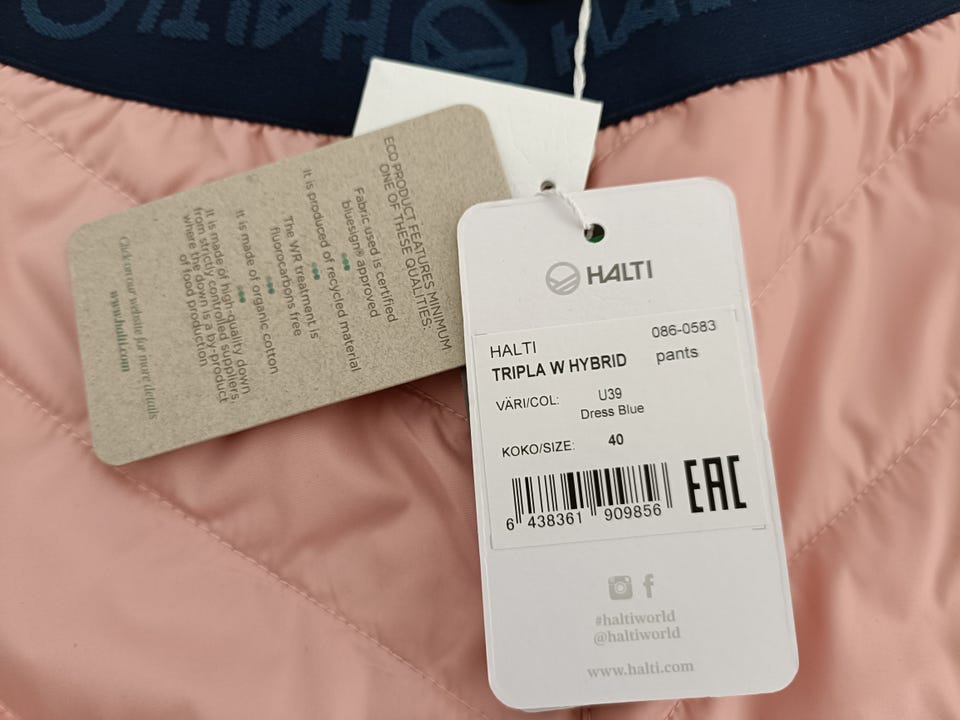 HALTI
HALTI
ECO PRODUCT FEATURES MINIMUM
ONE OF THESE QUALITIES:
Fabric used is certified
bluesign® approved
It is produced of recycled material
The WR treatment is
fluorocarbons free
It is made of organic cotton
It is made of high-quality down
from strictly controlled suppliers,
where the down is a by-product
of food production
Click on our website for more details
www.halti.com
HALTI
HALTI 086-0583
TRIPLA W HYBRID pants
VÄRI/COL: U39
Dress Blue
KOKO/SIZE: 40
6 438361 909856
EAC
#haltiworld
@haltiworld
www.halti.com